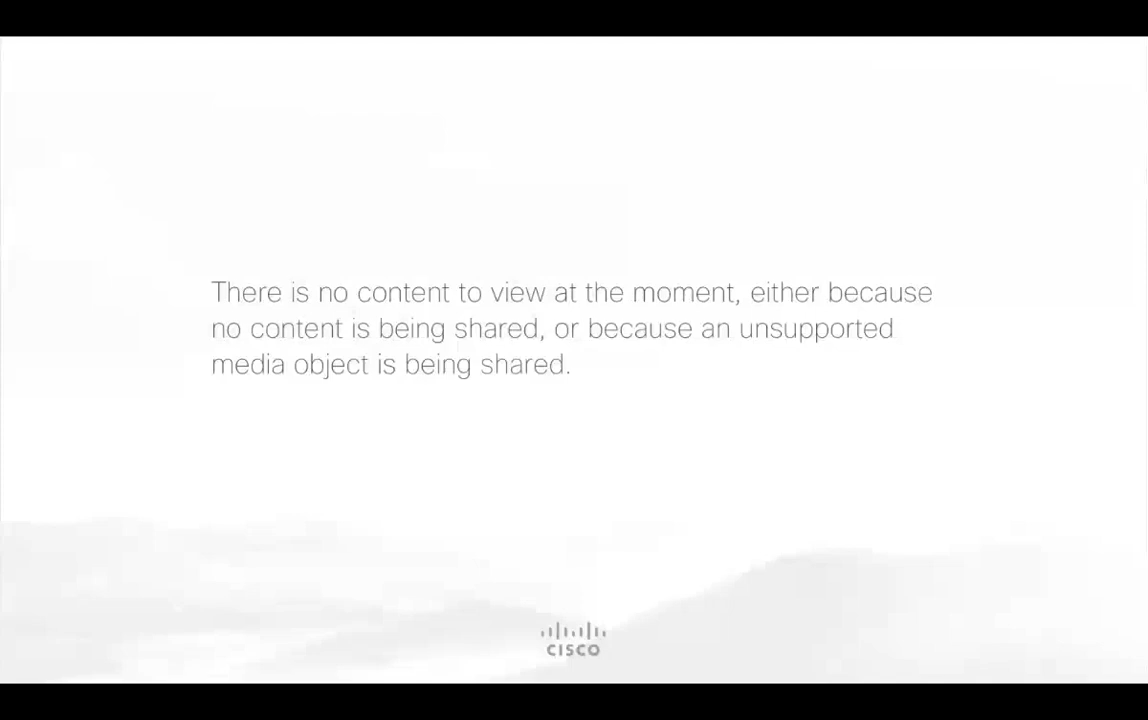 There is no content to view at the moment, either because
no content is being shared, or because an unsupported
media object is being shared.
CISCO